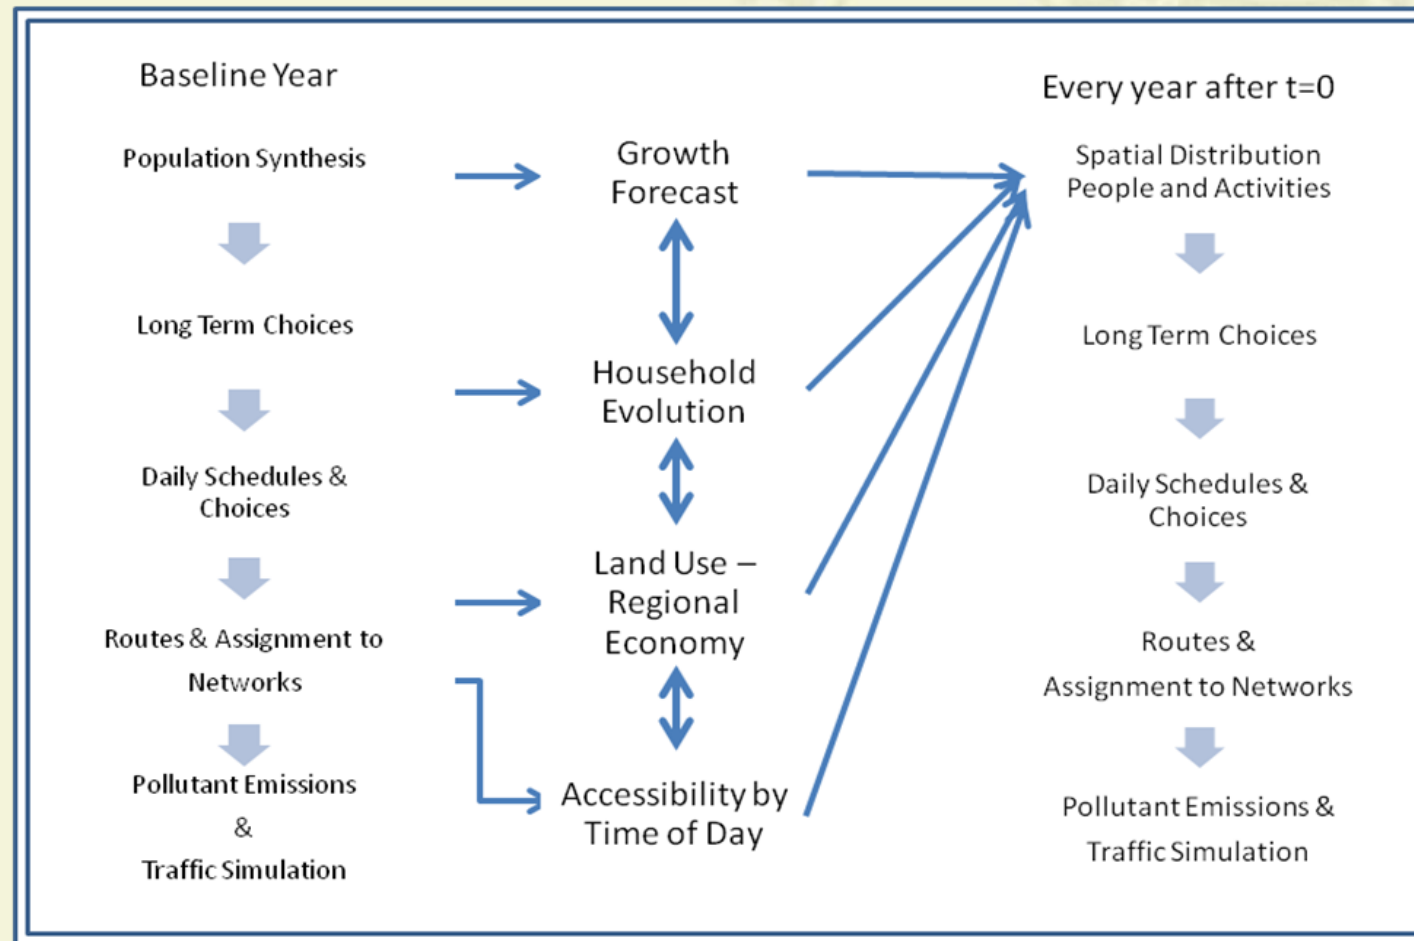 Baseline Year
Population Synthesis
Long Term Choices
Daily Schedules &
Choices
Routes & Assignment to
Networks
Pollutant Emissions
&
Traffic Simulation
Growth
Forecast
Household
Evolution
Land Use –
Regional
Economy
Accessibility by
Time of Day
Every year after t=0
Spatial Distribution
People and Activities
Long Term Choices
Daily Schedules &
Choices
Routes &
Assignment to Networks
Pollutant Emissions &
Traffic Simulation